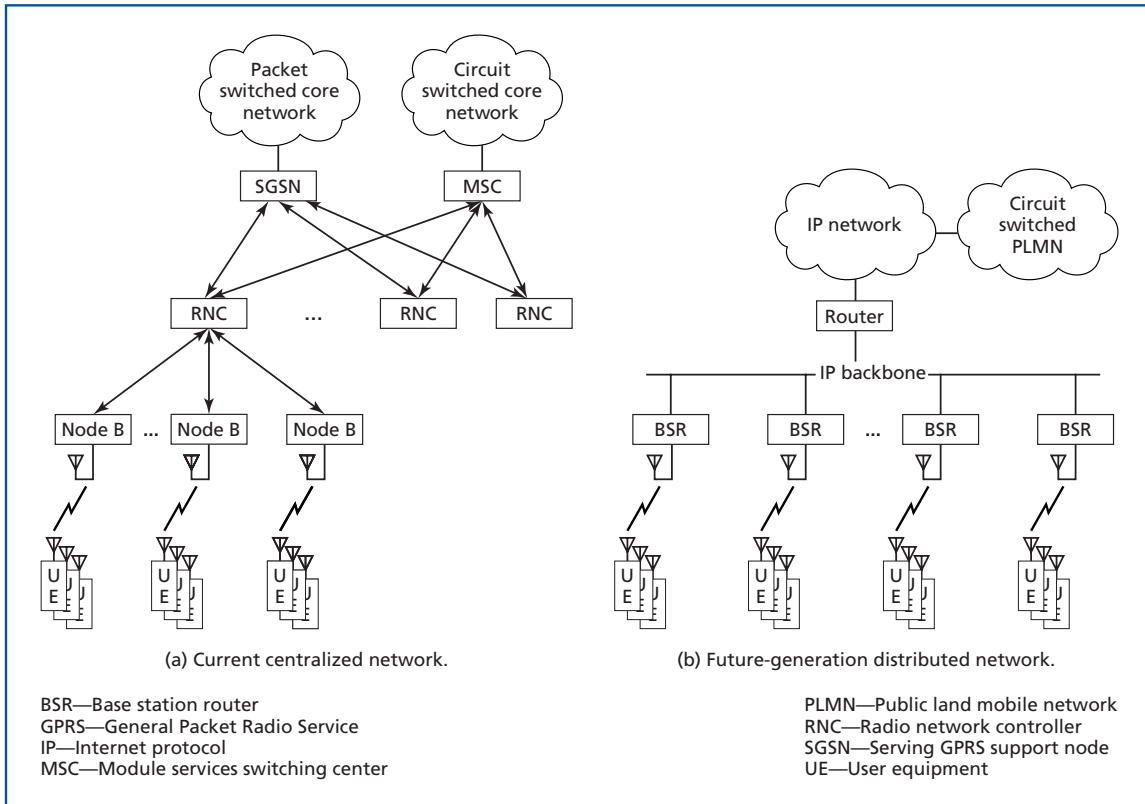 Packet
switched core
network
Circuit
switched core
network
SGSN
MSC
RNC
...
RNC
RNC
Node B
...
Node B
Node B
U
E
U
E
U
E
U
E
U
E
U
E
U
E
U
E
U
E
(a) Current centralized network.
IP network
Circuit
switched
PLMN
Router
IP backbone
BSR
BSR
...
BSR
BSR
U
E
U
E
U
E
U
E
U
E
U
E
U
E
U
E
U
E
U
E
U
E
U
E
(b) Future-generation distributed network.
BSR—Base station router
GPRS—General Packet Radio Service
IP—Internet protocol
MSC—Module services switching center
PLMN—Public land mobile network
RNC—Radio network controller
SGSN—Serving GPRS support node
UE—User equipment